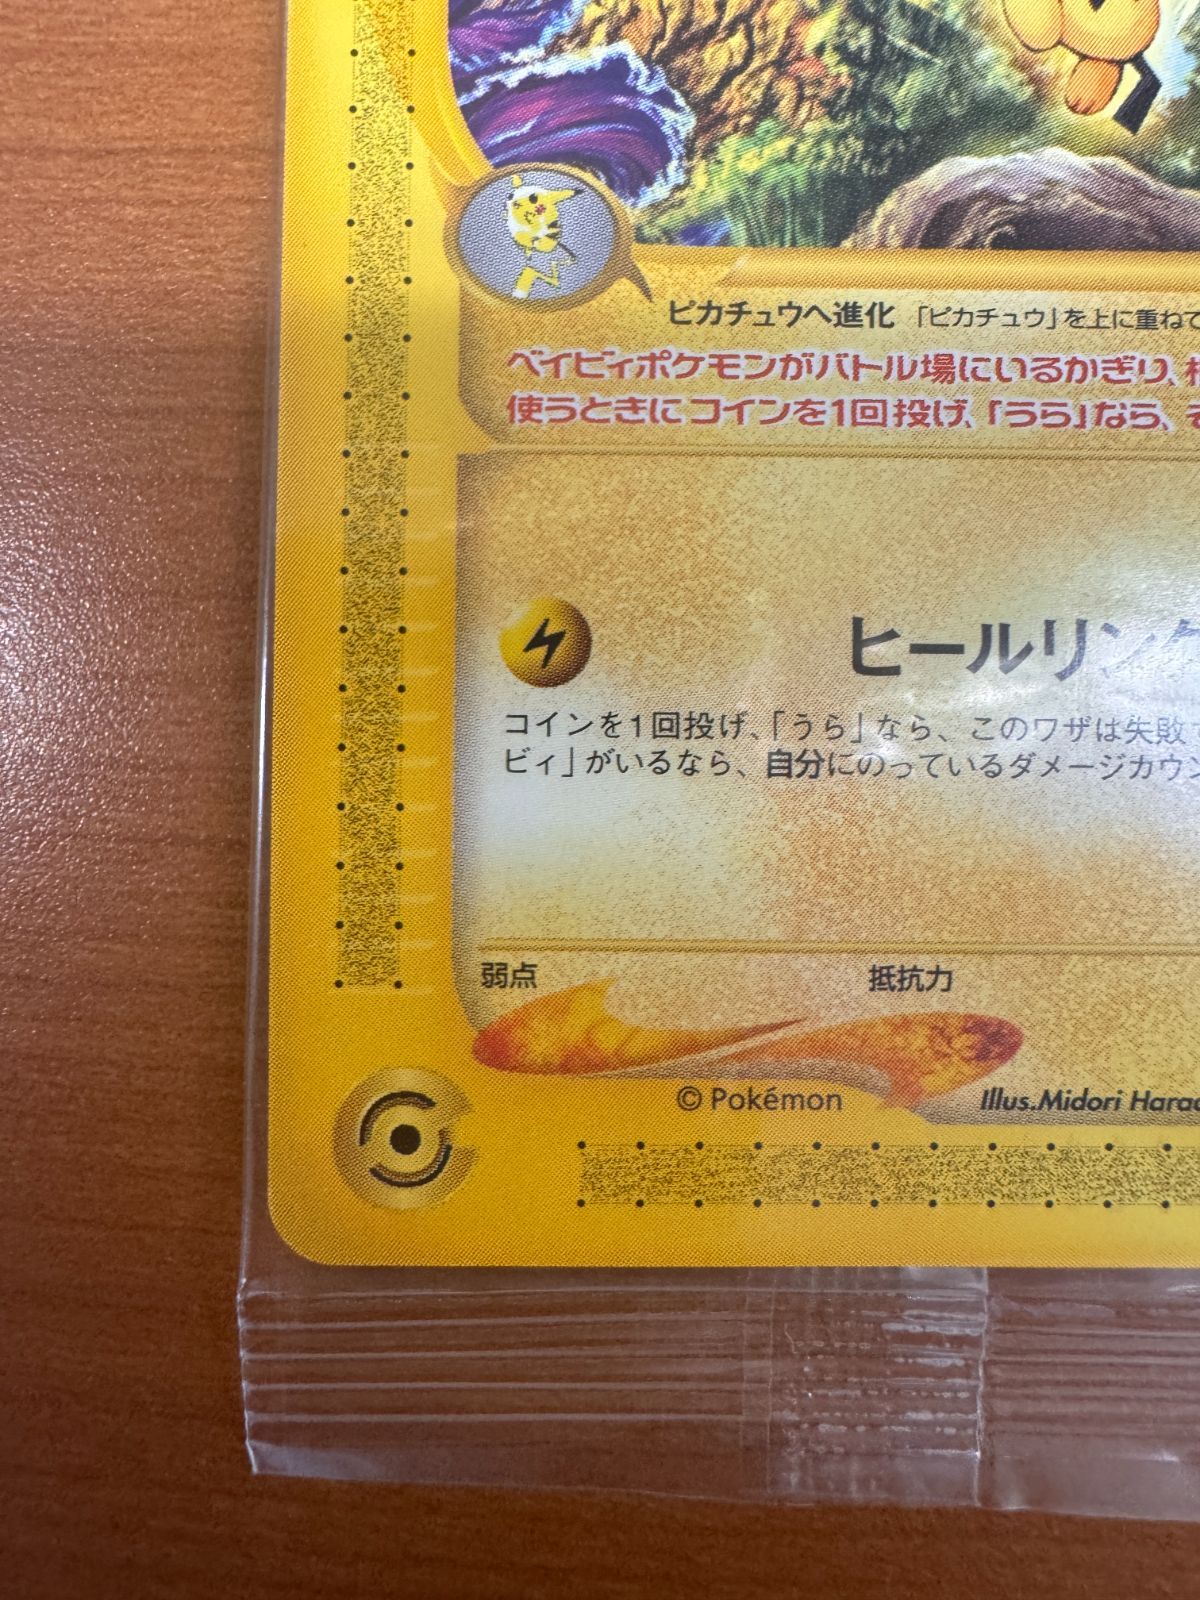 ピカチュウへ進化 「ピカチュウ」を上に重ねて
ベイビィポケモンがバトル場にいるかぎり、
使うときにコインを1回投げ、「うら」なら、そ
ヒールリング
コインを1回投げ、「うら」なら、このワザは失敗
ビィ」がいるなら、自分にのっているダメージカウン
弱点 抵抗力
© Pokémon Illus.Midori Harad